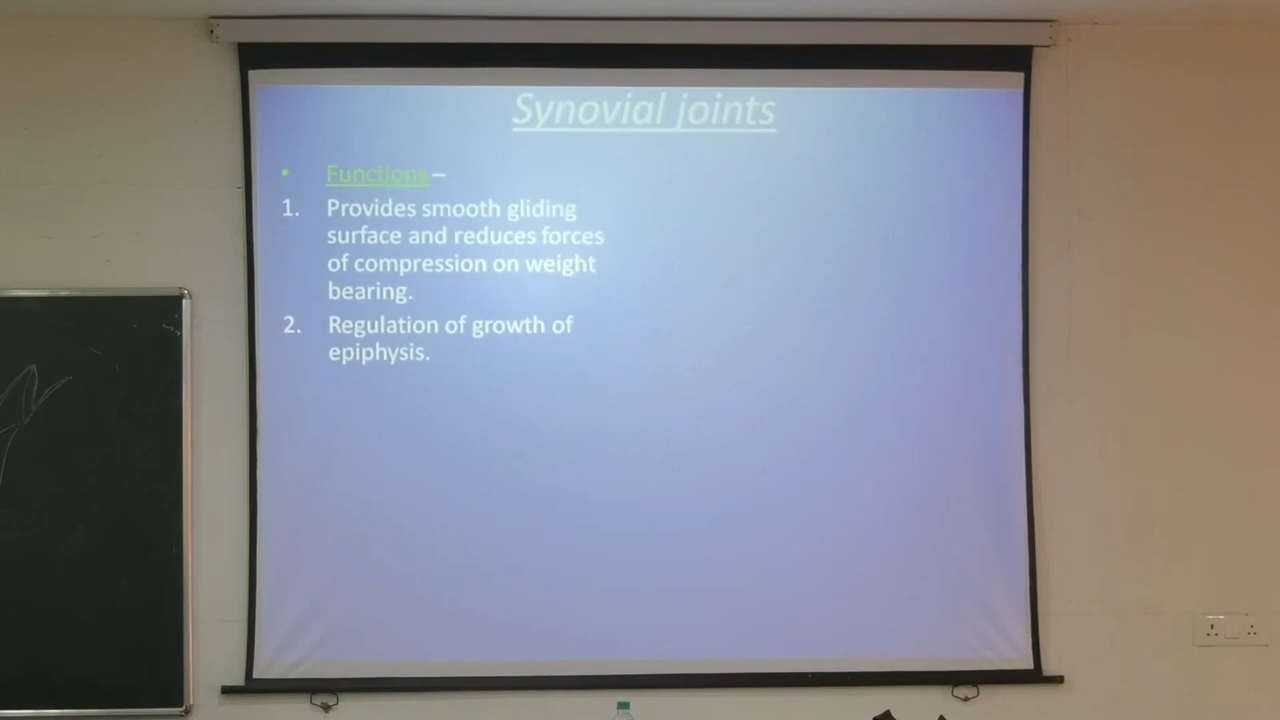 Synovial joints
• Functions –
1. Provides smooth gliding
surface and reduces forces
of compression on weight
bearing.
2. Regulation of growth of
epiphysis.